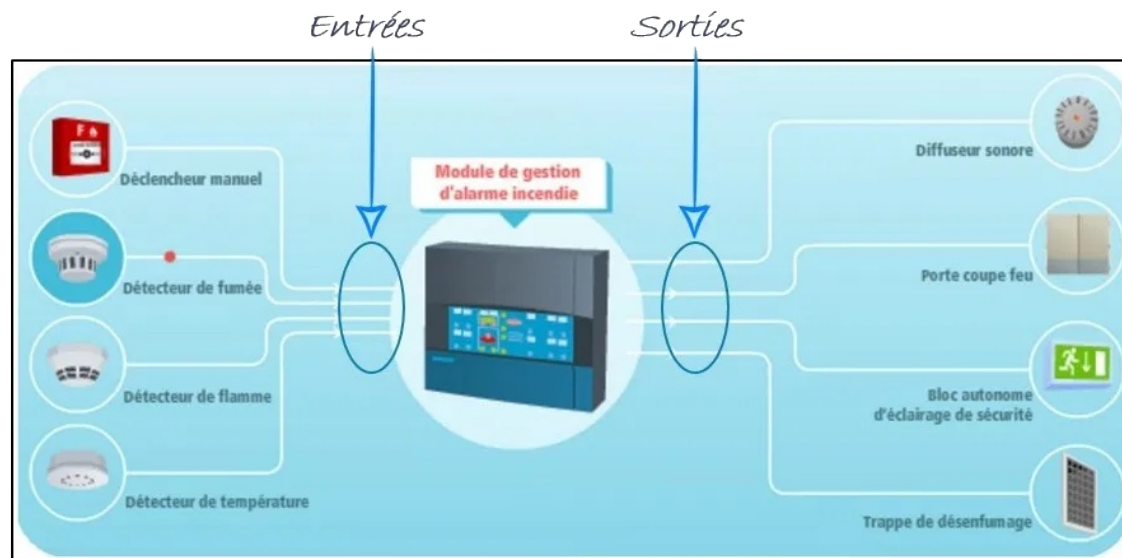 Entrées
Sorties
Déclencheur manuel
Détecteur de fumée
Détecteur de flamme
Détecteur de température
Module de gestion
d'alarme incendie
Diffuseur sonore
Porte coupe feu
Bloc autonome
d'éclairage de sécurité
Trappe de désenfumage
F